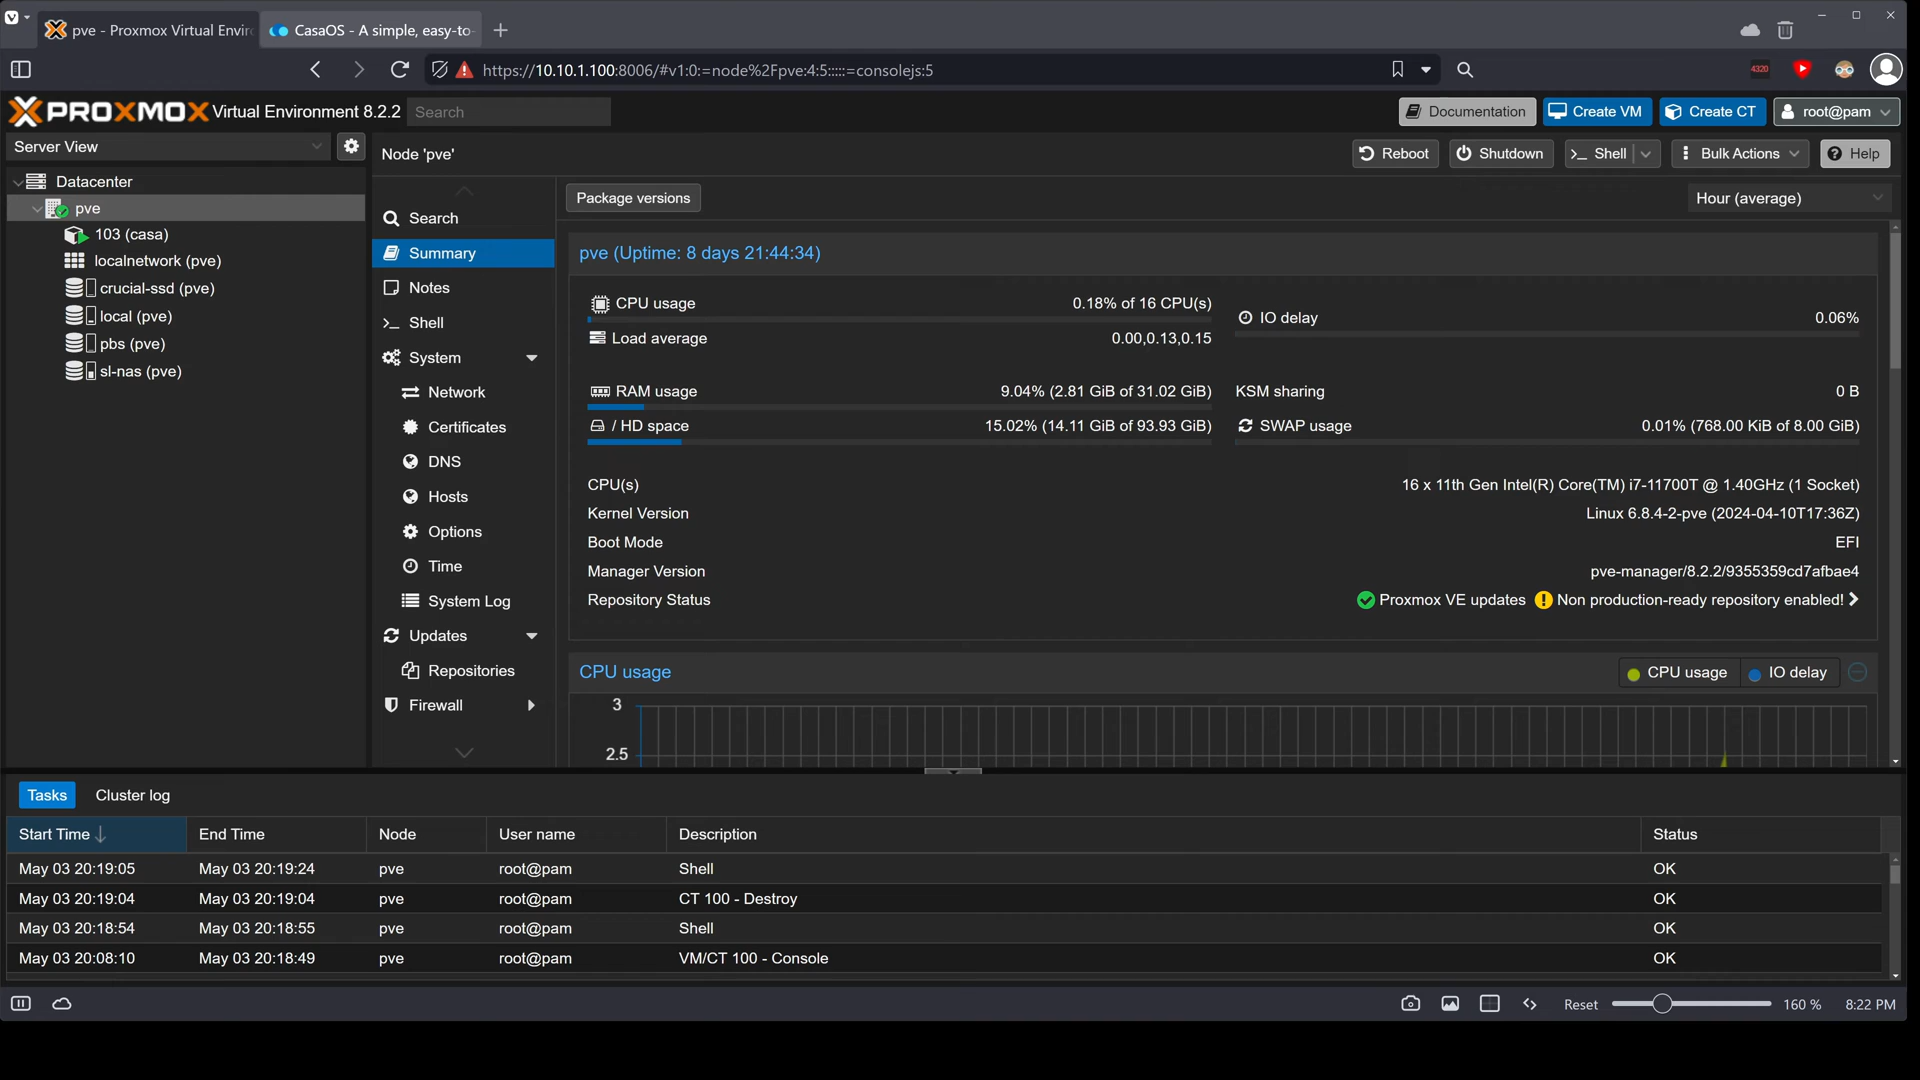 pve - Proxmox Virtual Envir
CasaOS - A simple, easy-to-
https://10.10.1.100:8006/#v1:0:=node%2Fpve:4:5:::::=consolejs:5
4320
PROXMOX Virtual Environment 8.2.2
Search
Documentation
Create VM
Create CT
root@pam
Server View
Node 'pve'
Reboot
Shutdown
Shell
Bulk Actions
Help
Datacenter
pve
103 (casa)
localnetwork (pve)
crucial-ssd (pve)
local (pve)
pbs (pve)
sl-nas (pve)
Search
Summary
Notes
Shell
System
Network
Certificates
DNS
Hosts
Options
Time
System Log
Updates
Repositories
Firewall
Package versions
Hour (average)
pve (Uptime: 8 days 21:44:34)
CPU usage 0.18% of 16 CPU(s)
IO delay 0.06%
Load average 0.00,0.13,0.15
RAM usage 9.04% (2.81 GiB of 31.02 GiB)
KSM sharing 0 B
/ HD space 15.02% (14.11 GiB of 93.93 GiB)
SWAP usage 0.01% (768.00 KiB of 8.00 GiB)
CPU(s) 16 x 11th Gen Intel(R) Core(TM) i7-11700T @ 1.40GHz (1 Socket)
Kernel Version Linux 6.8.4-2-pve (2024-04-10T17:36Z)
Boot Mode EFI
Manager Version pve-manager/8.2.2/9355359cd7afbae4
Repository Status Proxmox VE updates Non production-ready repository enabled!
CPU usage
CPU usage IO delay
3
2.5
Tasks Cluster log
Start Time End Time Node User name Description Status
May 03 20:19:05 May 03 20:19:24 pve root@pam Shell OK
May 03 20:19:04 May 03 20:19:04 pve root@pam CT 100 - Destroy OK
May 03 20:18:54 May 03 20:18:55 pve root@pam Shell OK
May 03 20:08:10 May 03 20:18:49 pve root@pam VM/CT 100 - Console OK
Reset 160 % 8:22 PM